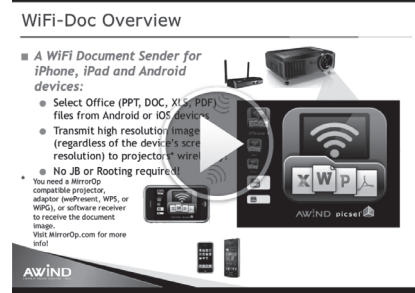 WiFi-Doc Overview
A WiFi Document Sender for
iPhone, iPad and Android
devices:
Select Office (PPT, DOC, XLS, PDF)
files from Android or iOS devices
Transmit high resolution image
(regardless of the device's
resolution) to projectors*
No JB or Rooting required!
* You need a MirrorOp
compatible projector,
adaptor (wePresent, WPS, or
WiPG), or software receiver
to receive the document
image.
Visit MirrorOp.com for more
info!
X W P
AWIND picsel
AWIND